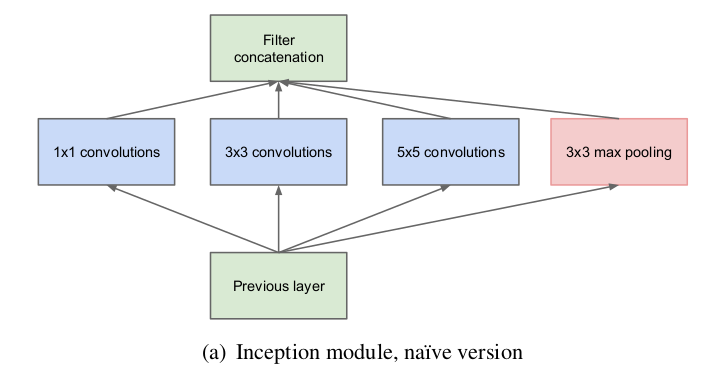 Filter
concatenation
1x1 convolutions
3x3 convolutions
5x5 convolutions
3x3 max pooling
Previous layer
(a) Inception module, naïve version